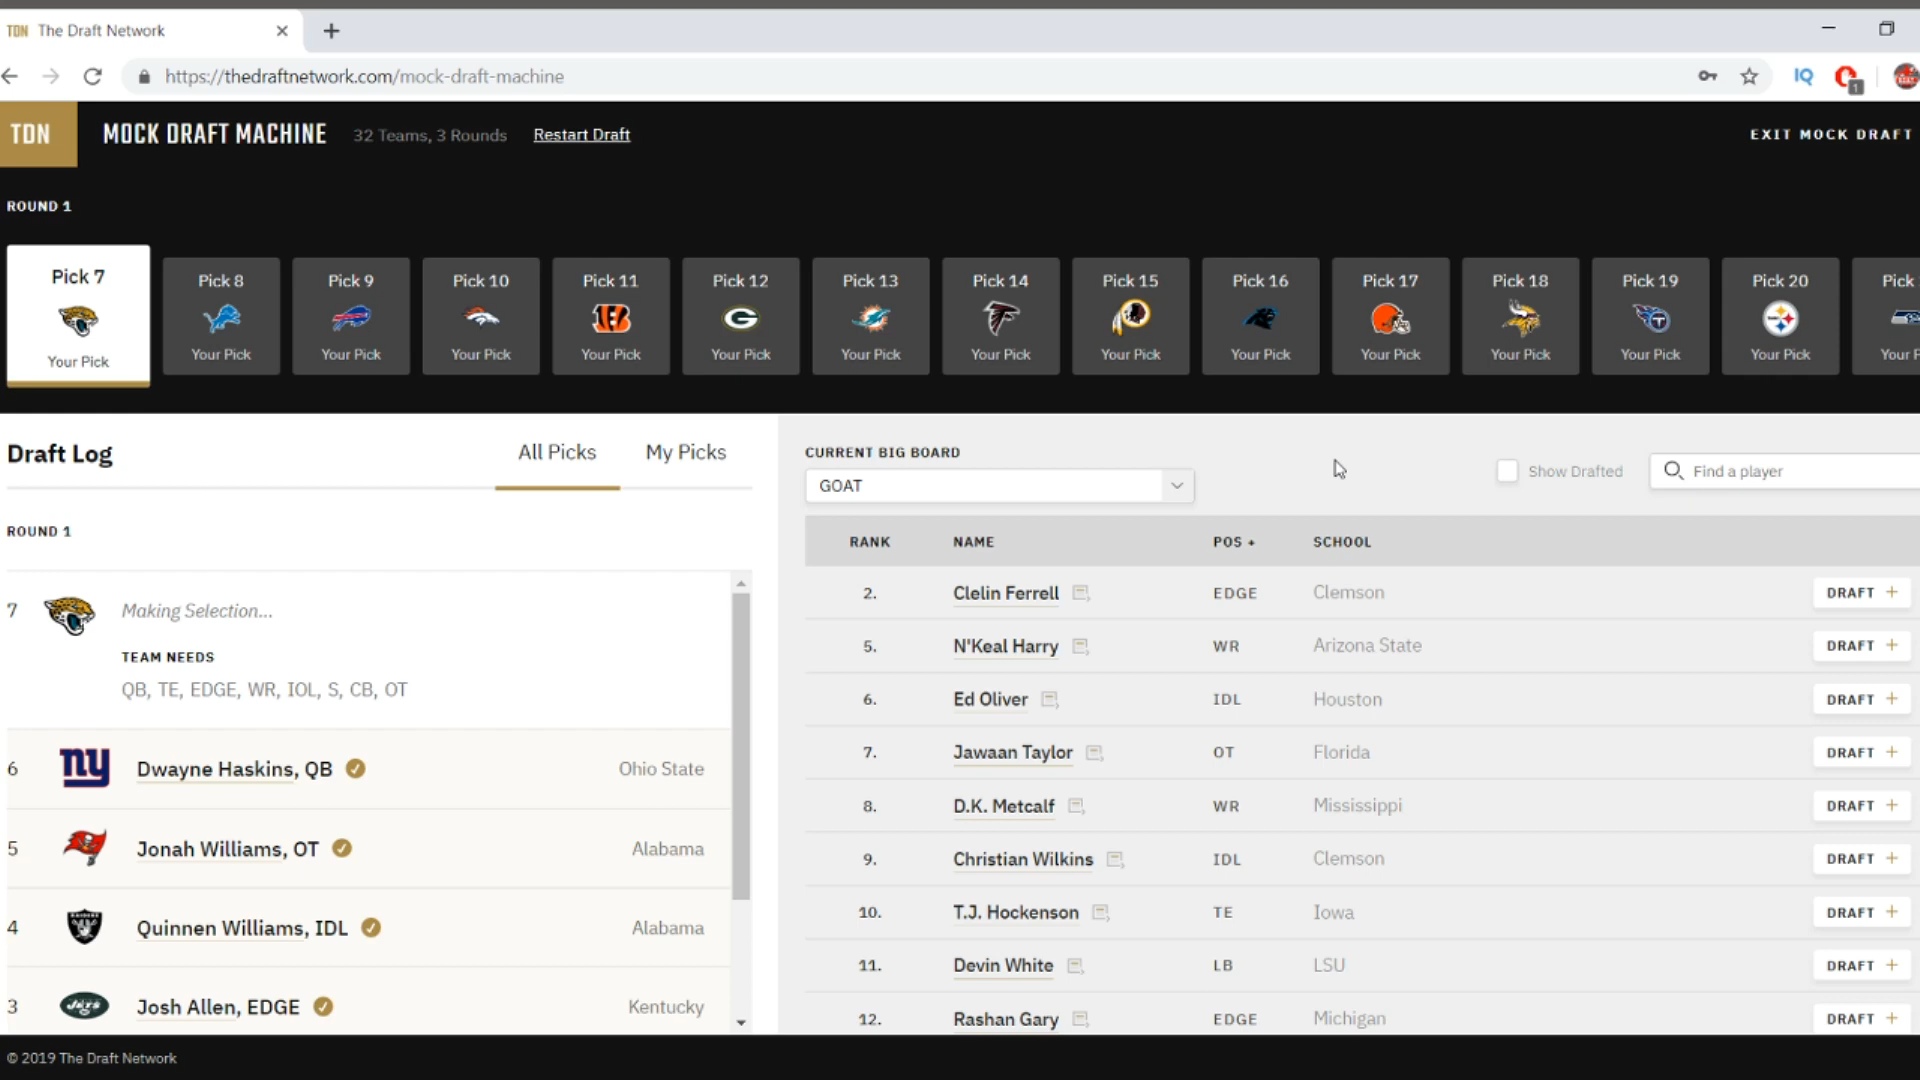 TDN The Draft Network
https://thedraftnetwork.com/mock-draft-machine
IQ
1
TDN MOCK DRAFT MACHINE 32 Teams, 3 Rounds Restart Draft EXIT MOCK DRAFT
ROUND 1
Pick 7 Pick 8 Pick 9 Pick 10 Pick 11 Pick 12 Pick 13 Pick 14 Pick 15 Pick 16 Pick 17 Pick 18 Pick 19 Pick 20 Pick
Your Pick Your Pick Your Pick Your Pick Your Pick Your Pick Your Pick Your Pick Your Pick Your Pick Your Pick Your Pick Your Pick Your Pick Your P
Draft Log All Picks My Picks
ROUND 1
7 Making Selection...
TEAM NEEDS
QB, TE, EDGE, WR, IOL, S, CB, OT
6 ny Dwayne Haskins, QB Ohio State
5 Jonah Williams, OT Alabama
4 RAIDERS Quinnen Williams, IDL Alabama
3 JETS Josh Allen, EDGE Kentucky
CURRENT BIG BOARD
GOAT
Show Drafted
Find a player
RANK NAME POS + SCHOOL
2. Clelin Ferrell EDGE Clemson DRAFT +
5. N'Keal Harry WR Arizona State DRAFT +
6. Ed Oliver IDL Houston DRAFT +
7. Jawaan Taylor OT Florida DRAFT +
8. D.K. Metcalf WR Mississippi DRAFT +
9. Christian Wilkins IDL Clemson DRAFT +
10. T.J. Hockenson TE Iowa DRAFT +
11. Devin White LB LSU DRAFT +
12. Rashan Gary EDGE Michigan DRAFT +
© 2019 The Draft Network